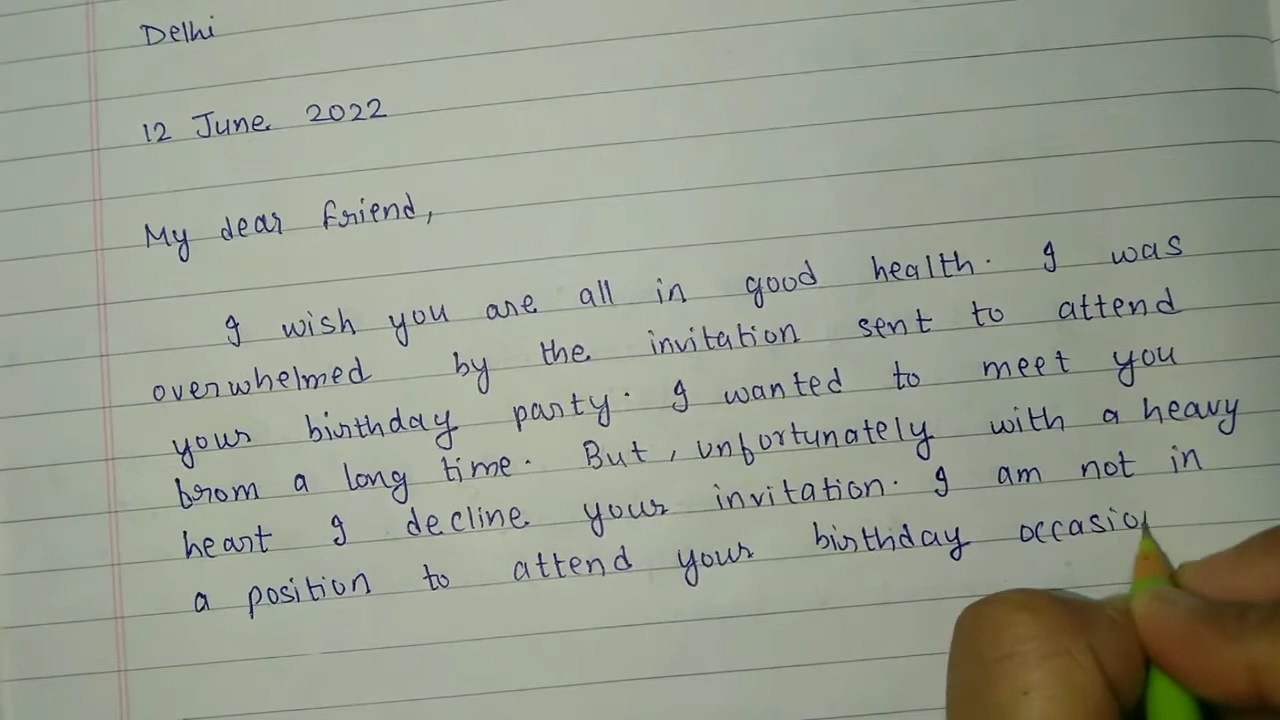 Delhi
12 June 2022
My dear friend,
I wish you are all in good health. I was
overwhelmed by the invitation sent to attend
your birthday party. I wanted to meet you
from a long time. But, unfortunately with a heavy
heart I decline your invitation. I am not in
a position to attend your birthday occasio